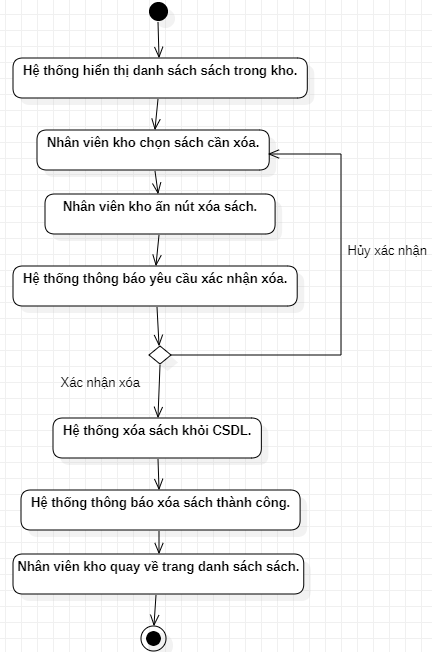 Hệ thống hiển thị danh sách sách trong kho.
Nhân viên kho chọn sách cần xóa.
Nhân viên kho ấn nút xóa sách.
Hủy xác nhận
Hệ thống thông báo yêu cầu xác nhận xóa.
Xác nhận xóa
Hệ thống xóa sách khỏi CSDL.
Hệ thống thông báo xóa sách thành công.
Nhân viên kho quay về trang danh sách sách.